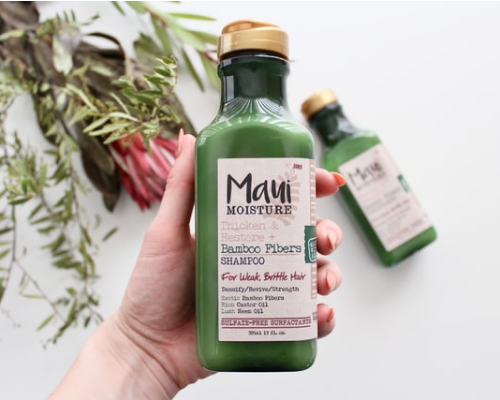 Maui
MOISTURE
Thicken &
Restore +
Bamboo Fibers
SHAMPOO
For Weak, Brittle Hair
Densify/Revive/Strength
Exotic Bamboo Fibers
Rich Castor Oil
Lush Neem Oil
SULFATE-FREE SURFACTANTS
385ml 13 fl. oz.
Maui